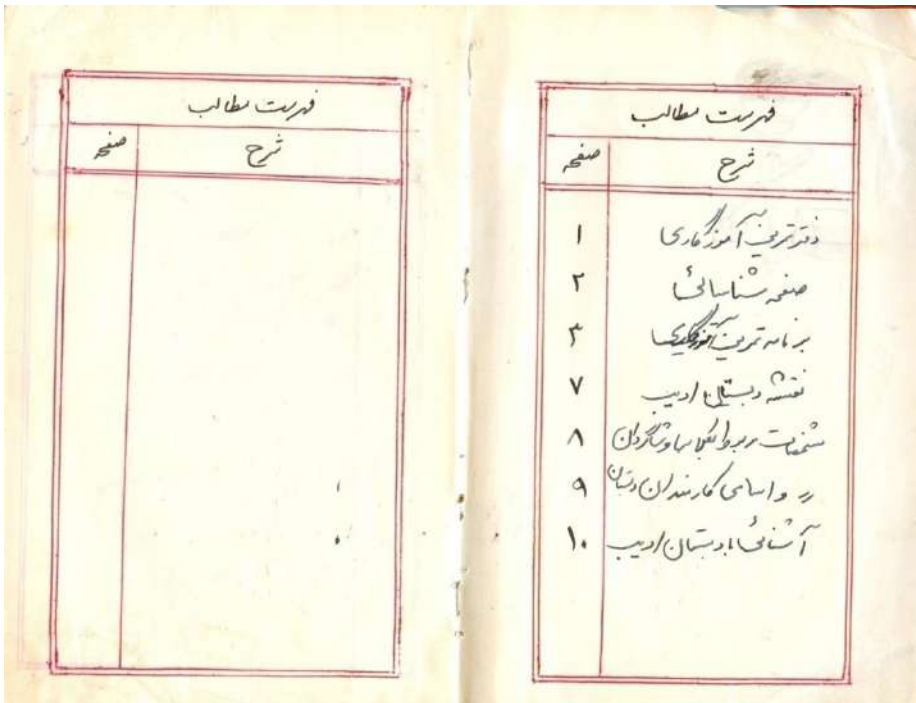 فهرست مطالب
شرح صفحه
دفتر تمرین آموزگاری ۱
صفحه شناسائی ۲
برنامه تمرین آموزگاری ۳
نقشه دبستان ادیب ۷
مشخصات مربوط بکلاسها و شاگردان ۸
〃 و اسامی کارمندان دبستان ۹
آشنائی با دبستان ادیب ۱۰
فهرست مطالب
شرح صفحه